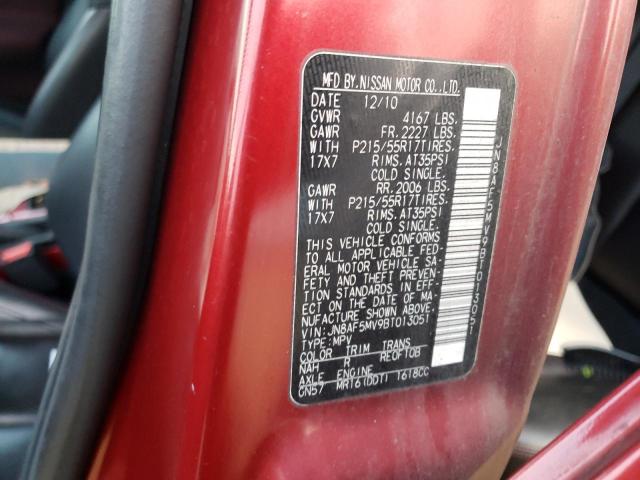 MFD BY.NISSAN MOTOR CO.,LTD.
DATE 12/10
GVWR 4167 LBS.
GAWR FR.2227 LBS.
WITH P215/55R17TIRES.
17X7 RIMS.AT35PSI
COLD SINGLE.
GAWR RR.2006 LBS.
WITH P215/55R17TIRES.
17X7 RIMS.AT35PSI
COLD SINGLE.
THIS VEHICLE CONFORMS
TO ALL APPLICABLE FED-
ERAL MOTOR VEHICLE SA-
FETY AND THEFT PREVEN-
TION STANDARDS IN EFF-
ECT ON THE DATE OF MA-
NUFACTURE SHOWN ABOVE.
VIN:JN8AF5MV9BT013051
TYPE:MPV
COLOR TRIM TRANS
NAH R REOF10B
AXLE ENGINE
GN57 MR16(DDT) 1618CC
JN8AF5MV9BT013051